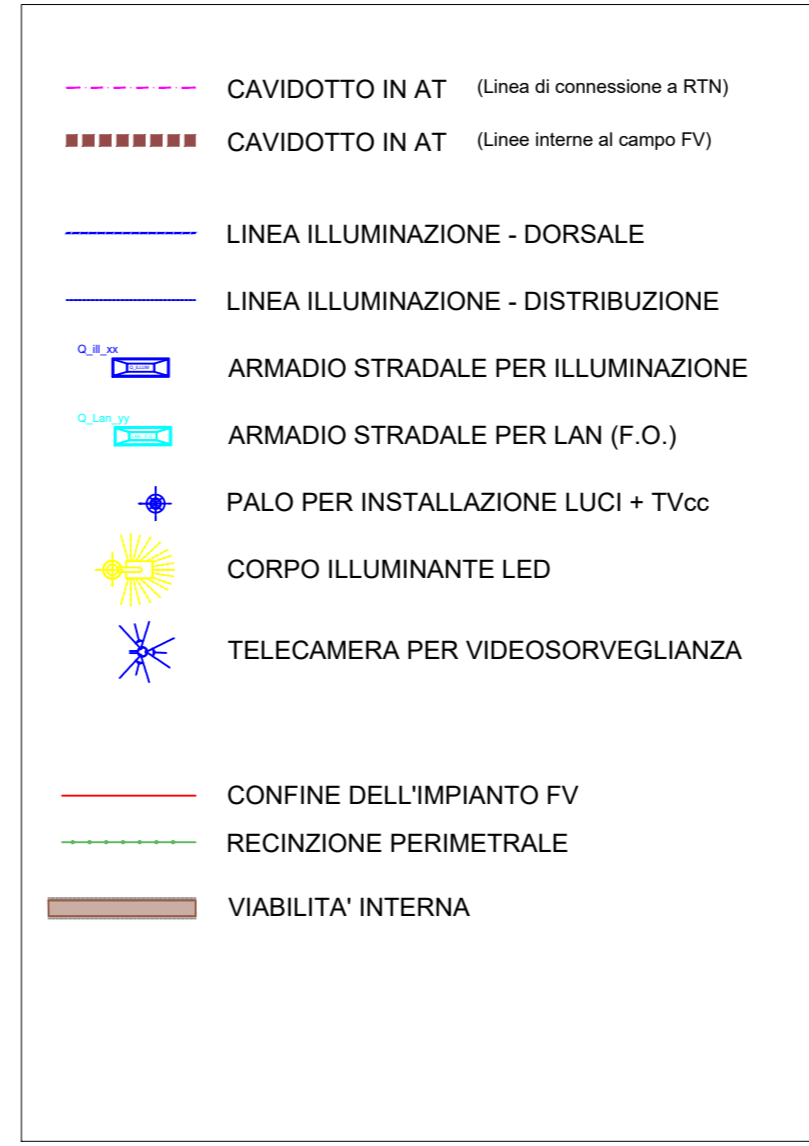 CAVIDOTTO IN AT (Linea di connessione a RTN)
CAVIDOTTO IN AT (Linee interne al campo FV)
LINEA ILLUMINAZIONE - DORSALE
LINEA ILLUMINAZIONE - DISTRIBUZIONE
Q_ill_xx
ARMADIO STRADALE PER ILLUMINAZIONE
Q_Lan_yy
ARMADIO STRADALE PER LAN (F.O.)
PALO PER INSTALLAZIONE LUCI + TVcc
CORPO ILLUMINANTE LED
TELECAMERA PER VIDEOSORVEGLIANZA
CONFINE DELL'IMPIANTO FV
RECINZIONE PERIMETRALE
VIABILITA' INTERNA